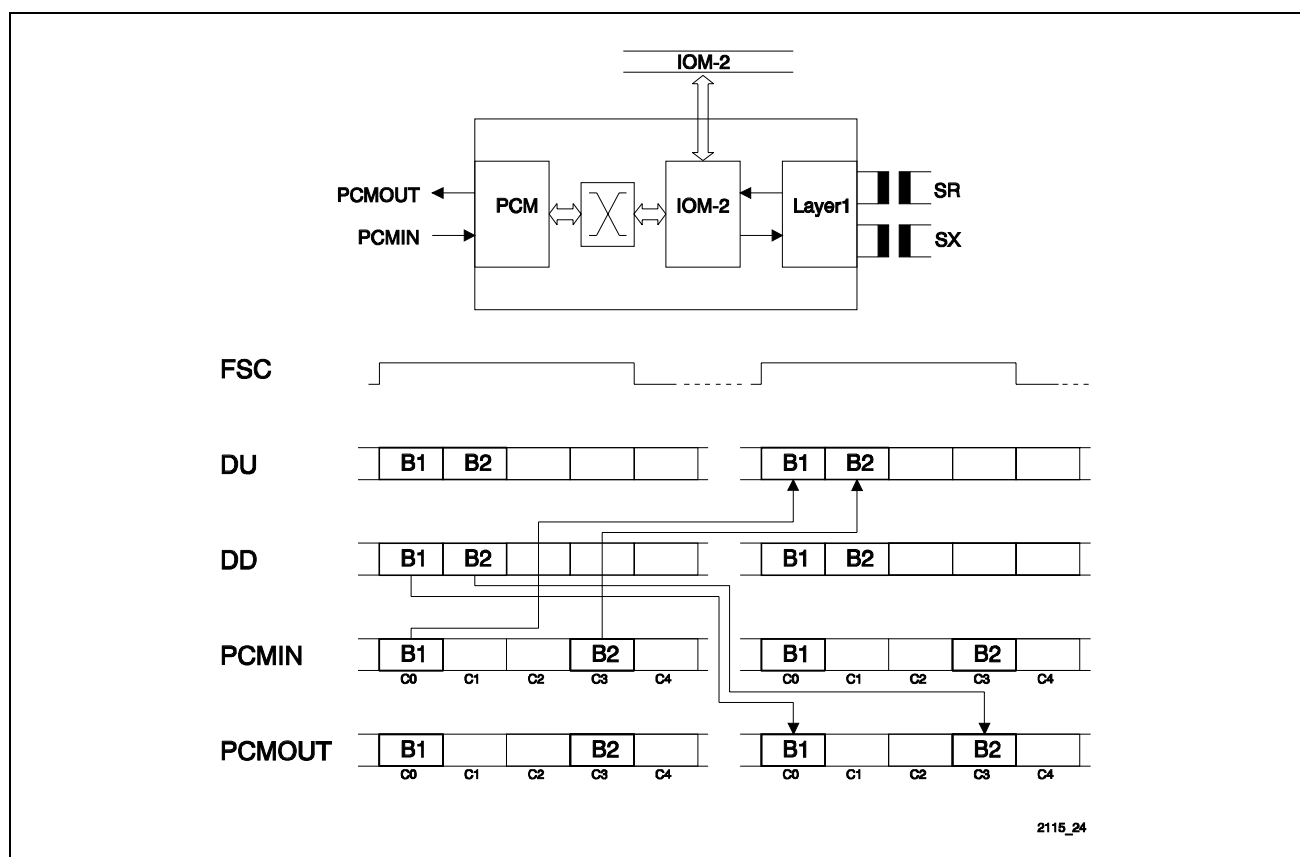 IOM-2
PCMOUT
PCMIN
PCM
IOM-2
Layer1
SR
SX
FSC
DU B1 B2 B1 B2
DD B1 B2 B1 B2
PCMIN B1 B2 B1 B2
C0 C1 C2 C3 C4 C0 C1 C2 C3 C4
PCMOUT B1 B2 B1 B2
C0 C1 C2 C3 C4 C0 C1 C2 C3 C4
2115_24